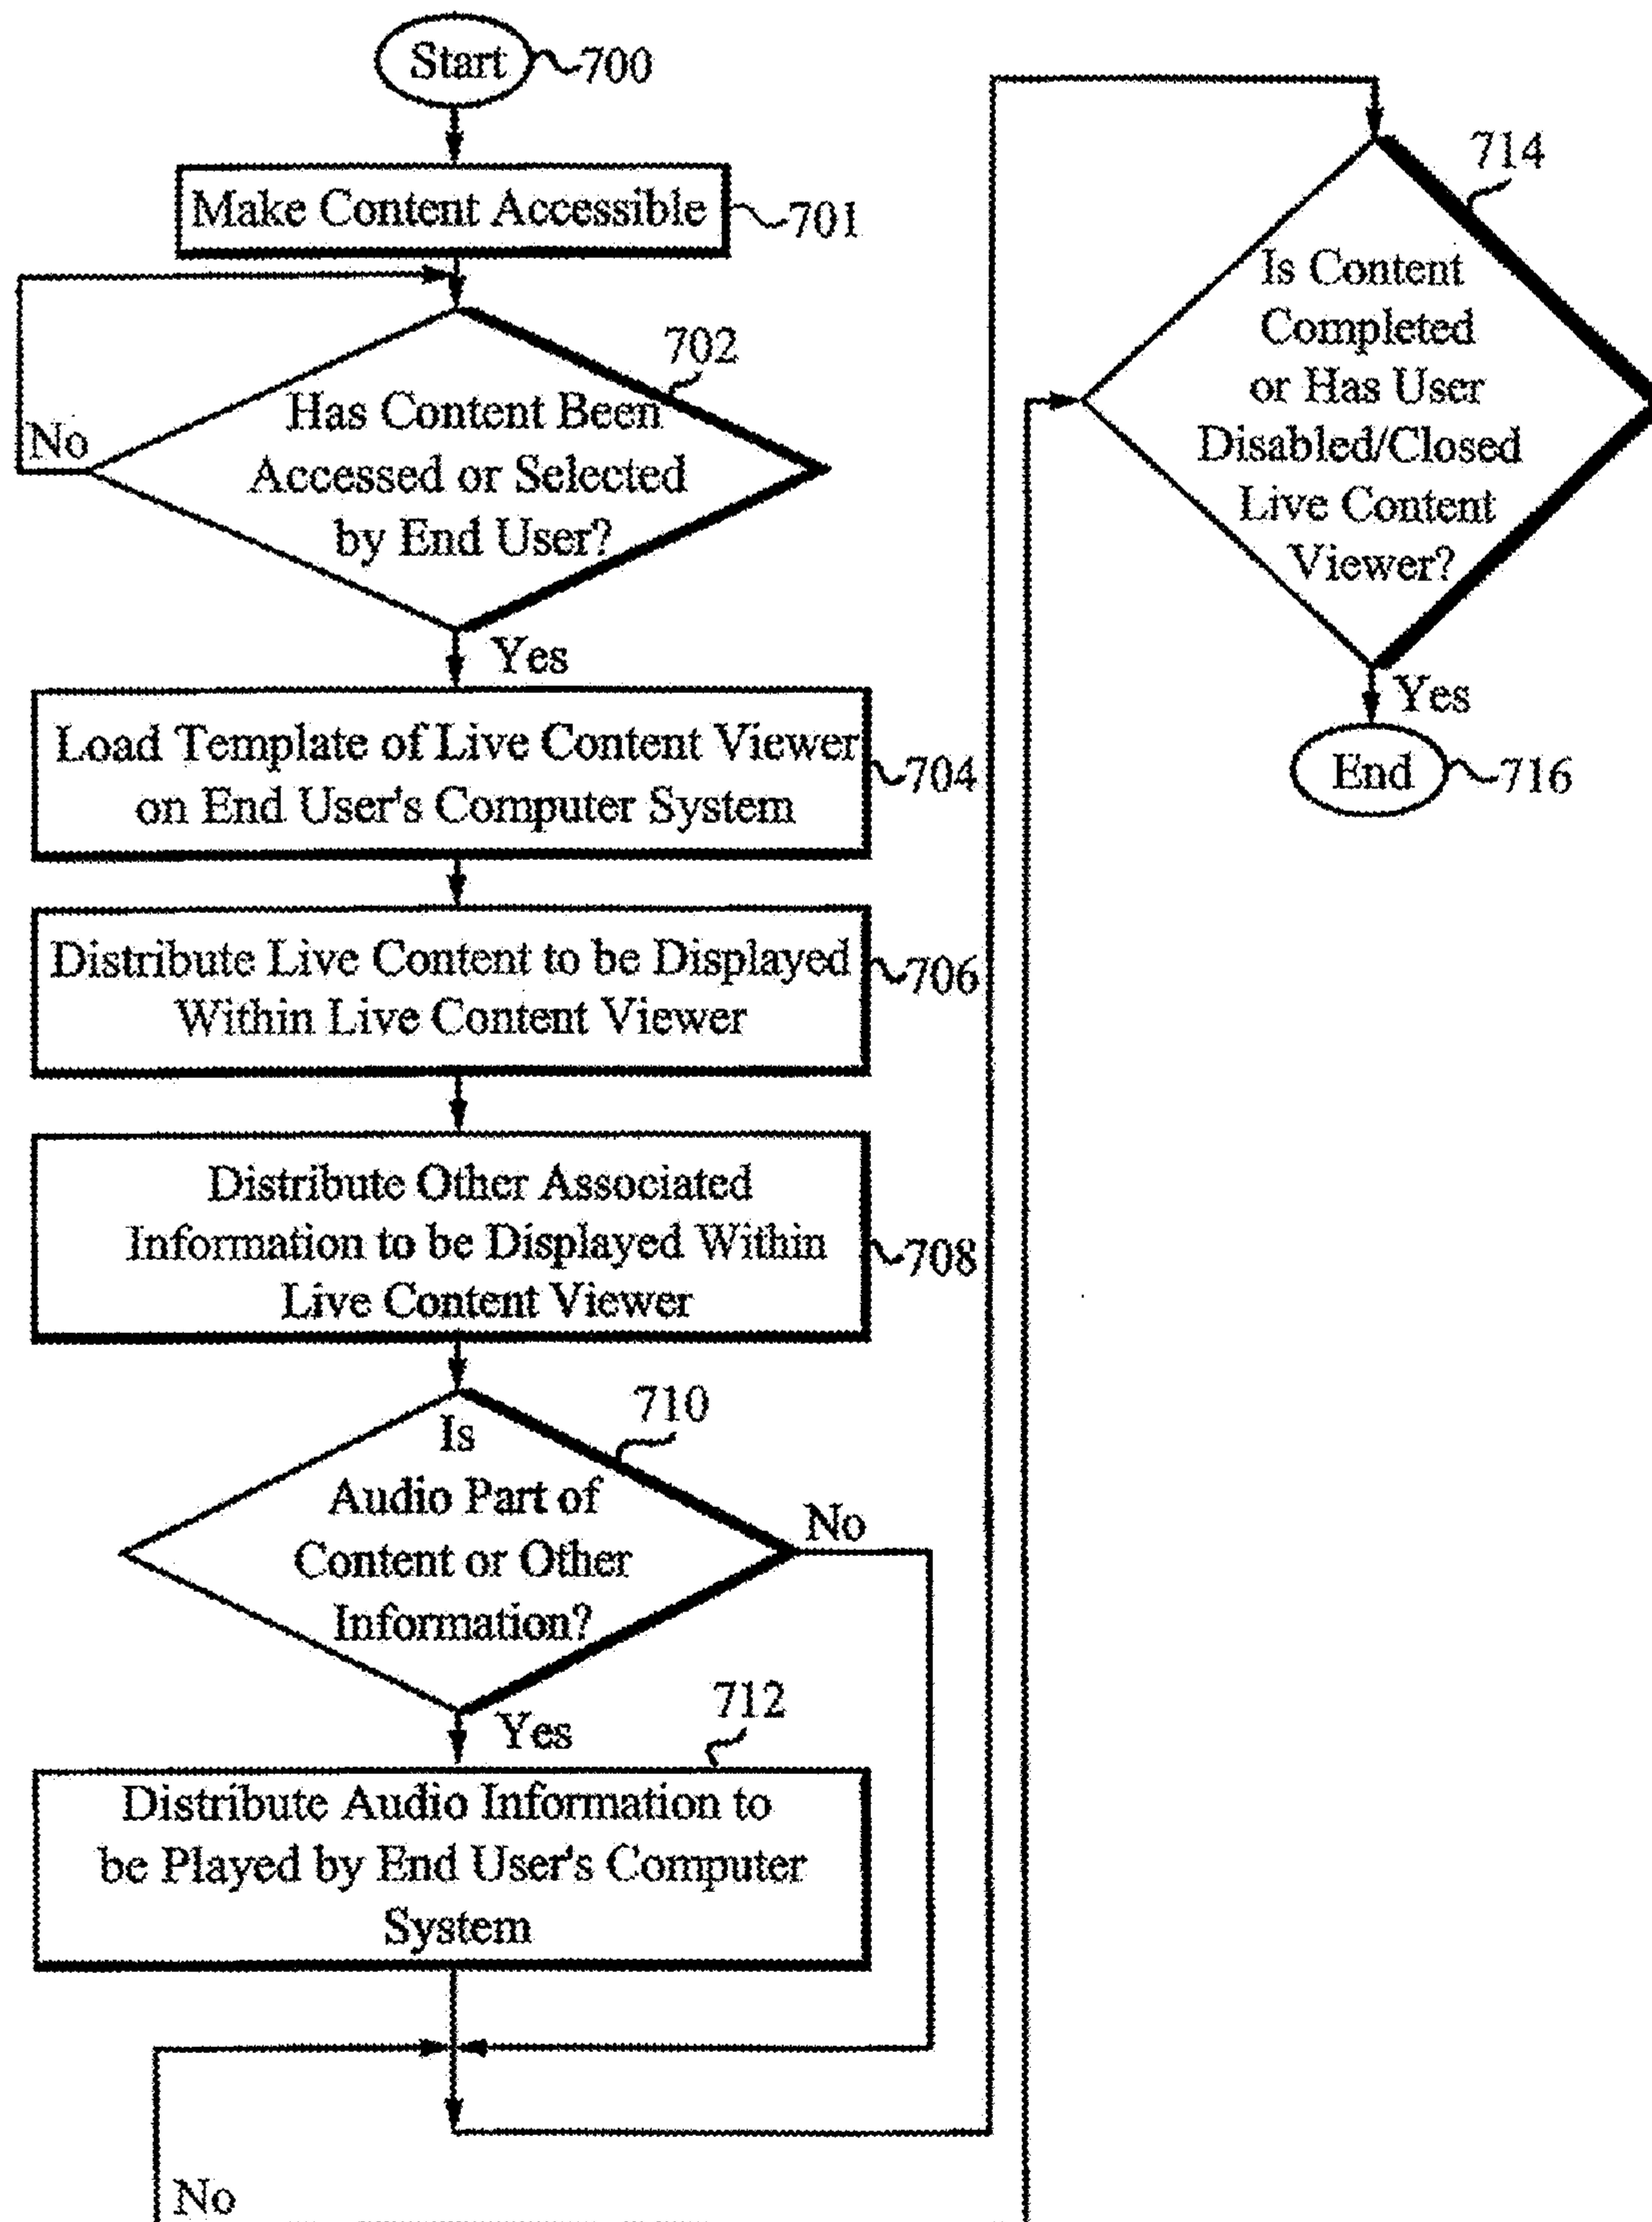 Start
700
Make Content Accessible
701
702
Has Content Been
Accessed or Selected
by End User?
No
Yes
Load Template of Live Content Viewer
on End User's Computer System
704
Distribute Live Content to be Displayed
Within Live Content Viewer
706
Distribute Other Associated
Information to be Displayed Within
Live Content Viewer
708
710
Is
Audio Part of
Content or Other
Information?
No
Yes
712
Distribute Audio Information to
be Played by End User's Computer
System
No
714
Is Content
Completed
or Has User
Disabled/Closed
Live Content
Viewer?
Yes
End
716